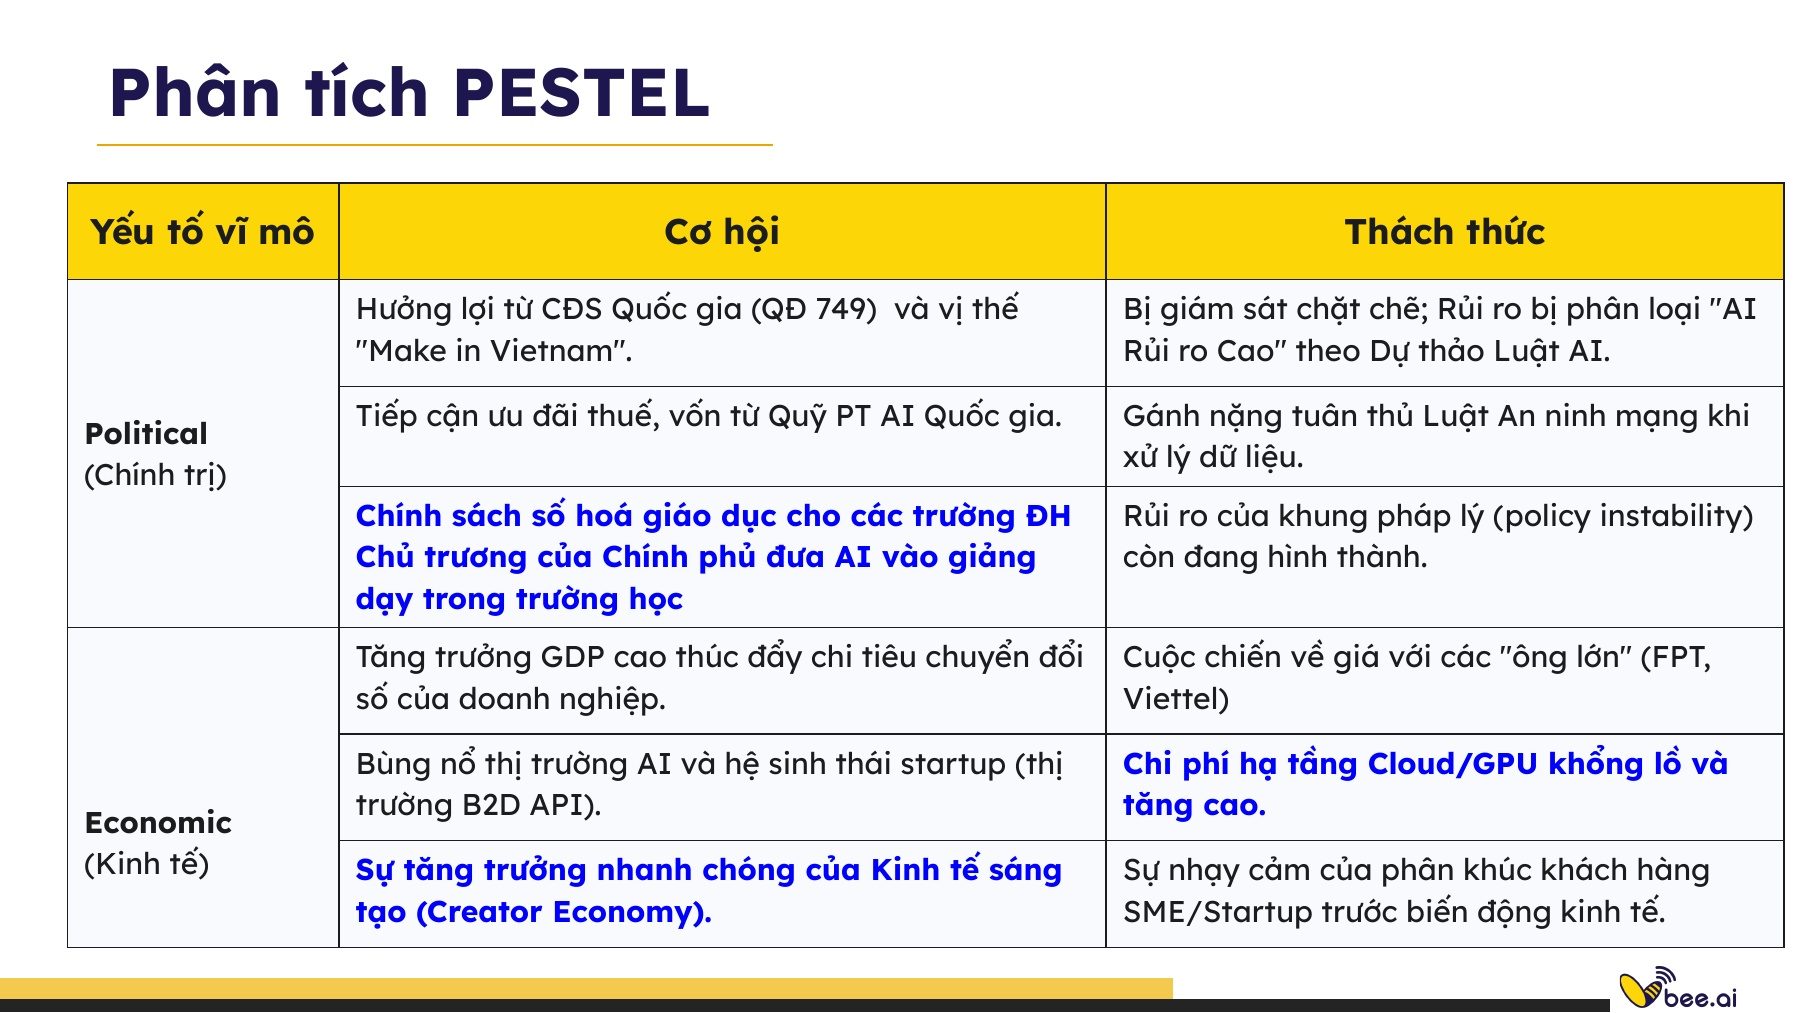 Phân tích PESTEL
Yếu tố vĩ mô
Cơ hội
Thách thức
Political
(Chính trị)
Hưởng lợi từ CĐS Quốc gia (QĐ 749)  và vị thế
"Make in Vietnam".
Bị giám sát chặt chẽ; Rủi ro bị phân loại "AI
Rủi ro Cao" theo Dự thảo Luật AI.
Tiếp cận ưu đãi thuế, vốn từ Quỹ PT AI Quốc gia.
Gánh nặng tuân thủ Luật An ninh mạng khi
xử lý dữ liệu.
Chính sách số hoá giáo dục cho các trường ĐH
Chủ trương của Chính phủ đưa AI vào giảng
dạy trong trường học
Rủi ro của khung pháp lý (policy instability)
còn đang hình thành.
Economic
(Kinh tế)
Tăng trưởng GDP cao thúc đẩy chi tiêu chuyển đổi
số của doanh nghiệp.
Cuộc chiến về giá với các "ông lớn" (FPT,
Viettel)
Bùng nổ thị trường AI và hệ sinh thái startup (thị
trường B2D API).
Chi phí hạ tầng Cloud/GPU khổng lồ và
tăng cao.
Sự tăng trưởng nhanh chóng của Kinh tế sáng
tạo (Creator Economy).
Sự nhạy cảm của phân khúc khách hàng
SME/Startup trước biến động kinh tế.
bee.ai